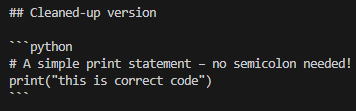 ## Cleaned-up version
```python
# A simple print statement – no semicolon needed!
print("this is correct code")
```